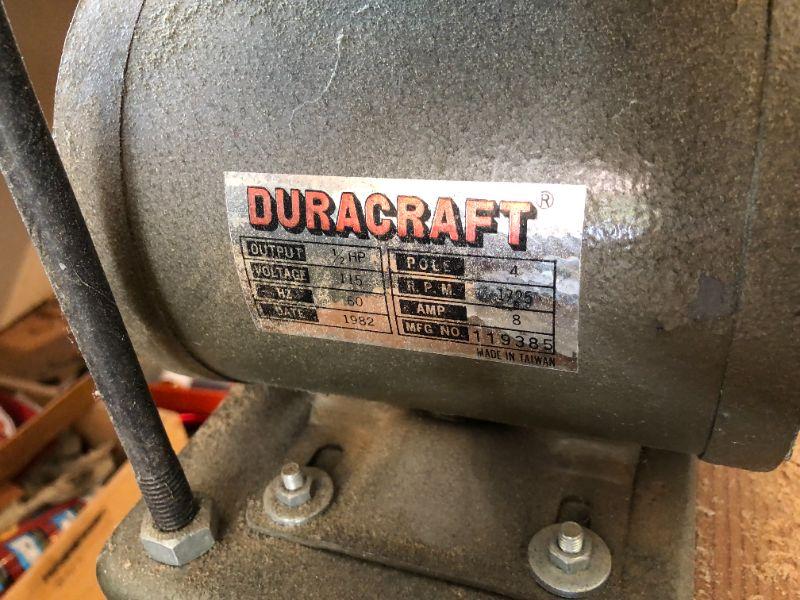 DURACRAFT®
OUTPUT 1/2 HP POLE 4
VOLTAGE 115 R.P.M. 1725
HZ 60 AMP 8
DATE 1982 MFG NO. 119385
MADE IN TAIWAN